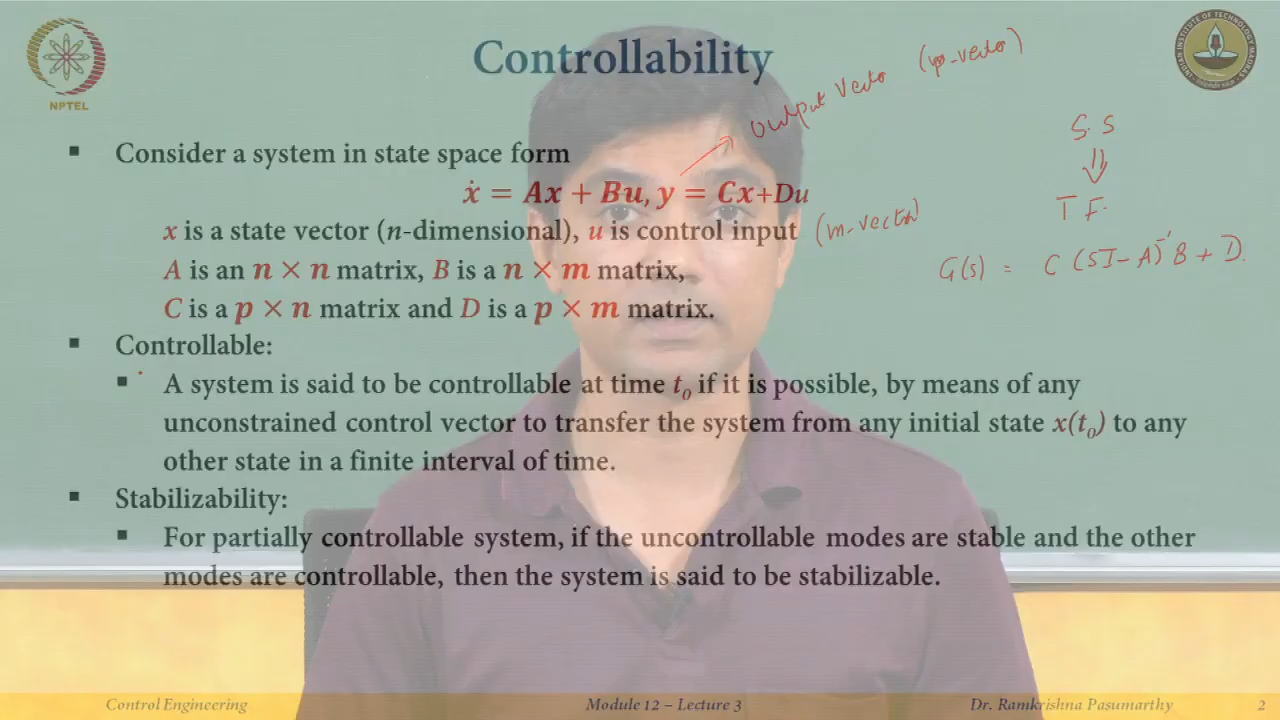 Controllability
output Vector (p-vector)
NPTEL
▪ Consider a system in state space form
S.S
⇓
T F.
ẋ = Ax + Bu, y = Cx+Du
x is a state vector (n-dimensional), u is control input (m-vector)
G(s) = C (SI-A)⁻¹ B + D.
A is an n × n matrix, B is a n × m matrix,
C is a p × n matrix and D is a p × m matrix.
▪ Controllable:
▪ A system is said to be controllable at time t₀ if it is possible, by means of any
unconstrained control vector to transfer the system from any initial state x(t₀) to any
other state in a finite interval of time.
▪ Stabilizability:
▪ For partially controllable system, if the uncontrollable modes are stable and the other
modes are controllable, then the system is said to be stabilizable.
Control Engineering
Module 12 – Lecture 3
Dr. Ramkrishna Pasumarthy
2